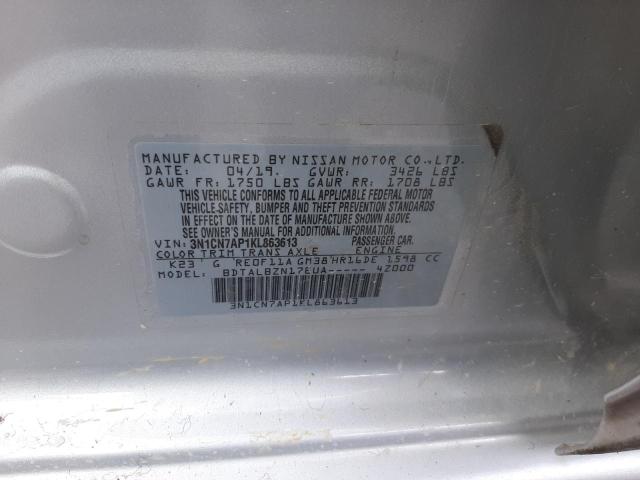 MANUFACTURED BY NISSAN MOTOR CO.,LTD.
DATE: 04/19. GVWR: 3426 LBS
GAWR FR: 1750 LBS GAWR RR: 1708 LBS
THIS VEHICLE CONFORMS TO ALL APPLICABLE FEDERAL MOTOR
VEHICLE-SAFETY, BUMPER AND THEFT PREVENTION STANDARDS
IN EFFECT ON THE DATE OF MANUFACTURE SHOWN ABOVE.
SEE OWNER'S MANUAL FOR ADDITIONAL INFORMATION.
VIN: 3N1CN7AP1KL863613 PASSENGER CAR.
COLOR TRIM TRANS AXLE ENGINE
K23 G RE0F11A GM38 HR16DE 1598 CC
MODEL: BDTALBZN17EUA----- 42000
3N1CN7AP1KL863613